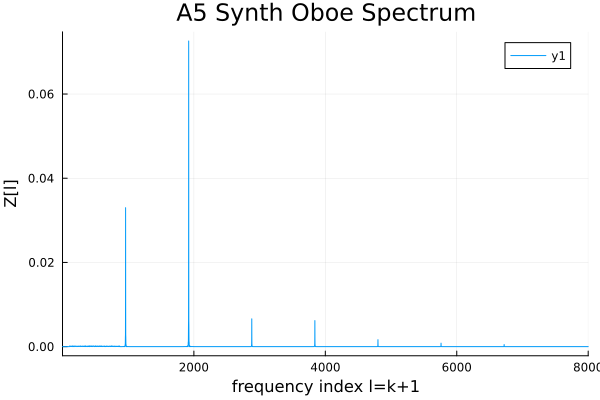 A5 Synth Oboe Spectrum
y1
Z[l]
0.06
0.04
0.02
0.00
2000 4000 6000 8000
frequency index l=k+1